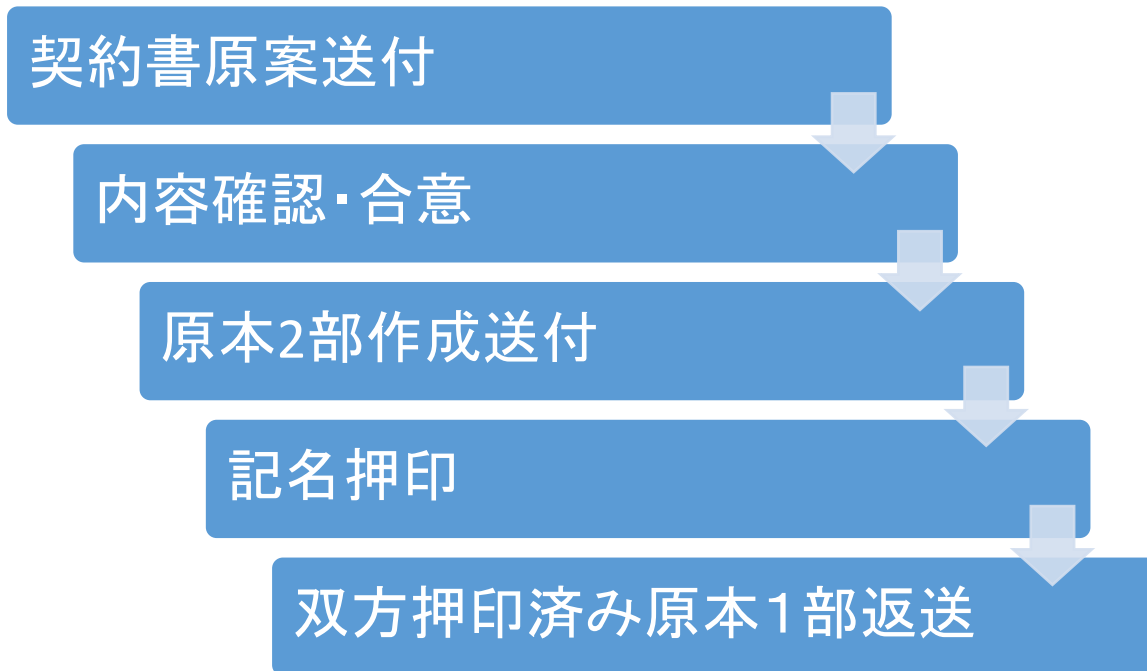 契約書原案送付
内容確認・合意
原本2部作成送付
記名押印
双方押印済み原本１部返送